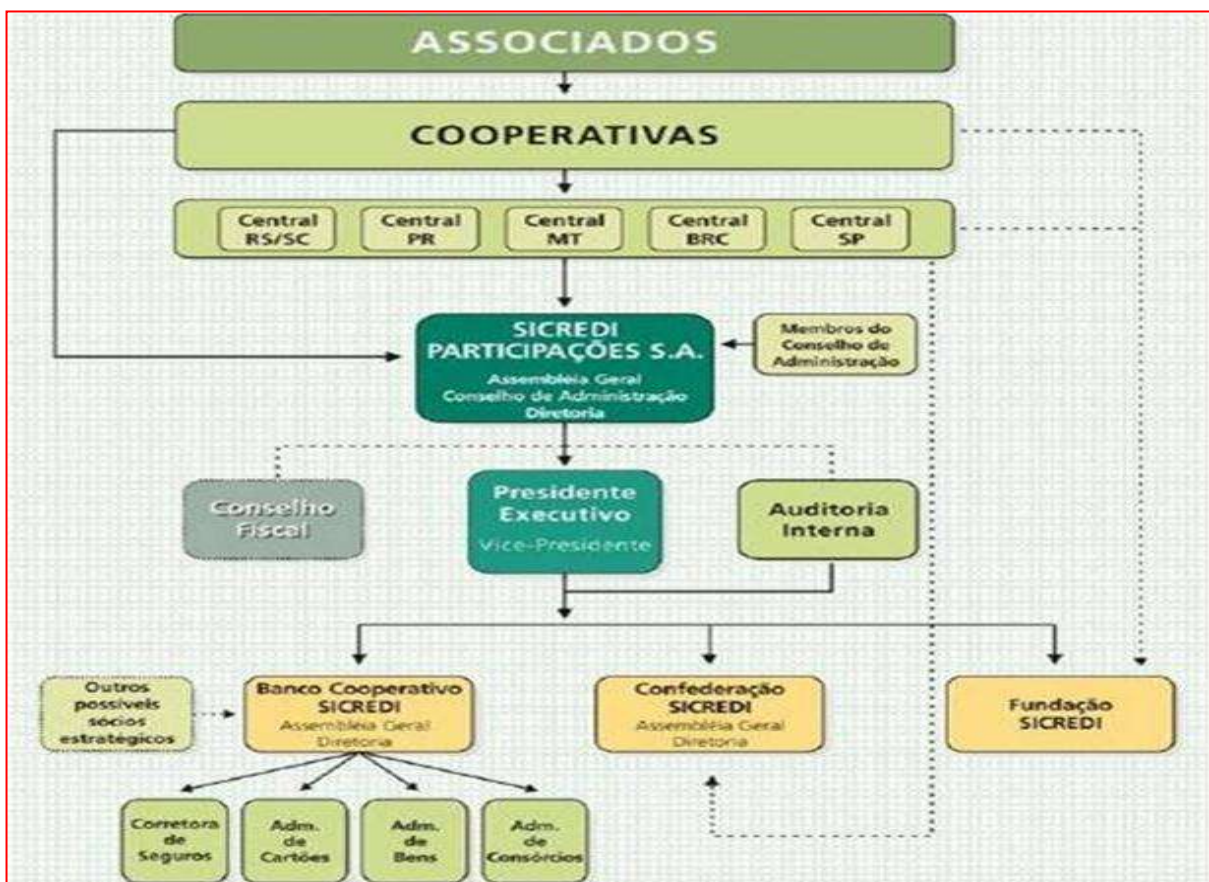 ASSOCIADOS
COOPERATIVAS
Central
RS/SC
Central
PR
Central
MT
Central
BRC
Central
SP
SICREDI
PARTICIPAÇÕES S.A.
Assembléia Geral
Conselho de Administração
Diretoria
Membros do
Conselho de
Administração
Conselho
Fiscal
Presidente
Executivo
Vice-Presidente
Auditoria
Interna
Outros
possíveis
sócios
estratégicos
Banco Cooperativo
SICREDI
Assembléia Geral
Diretoria
Confederação
SICREDI
Assembléia Geral
Diretoria
Fundação
SICREDI
Corretora
de
Seguros
Adm.
de
Cartões
Adm.
de
Bens
Adm.
de
Consórcios